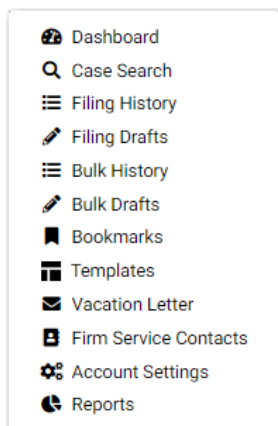 Dashboard
Case Search
Filing History
Filing Drafts
Bulk History
Bulk Drafts
Bookmarks
Templates
Vacation Letter
Firm Service Contacts
Account Settings
Reports